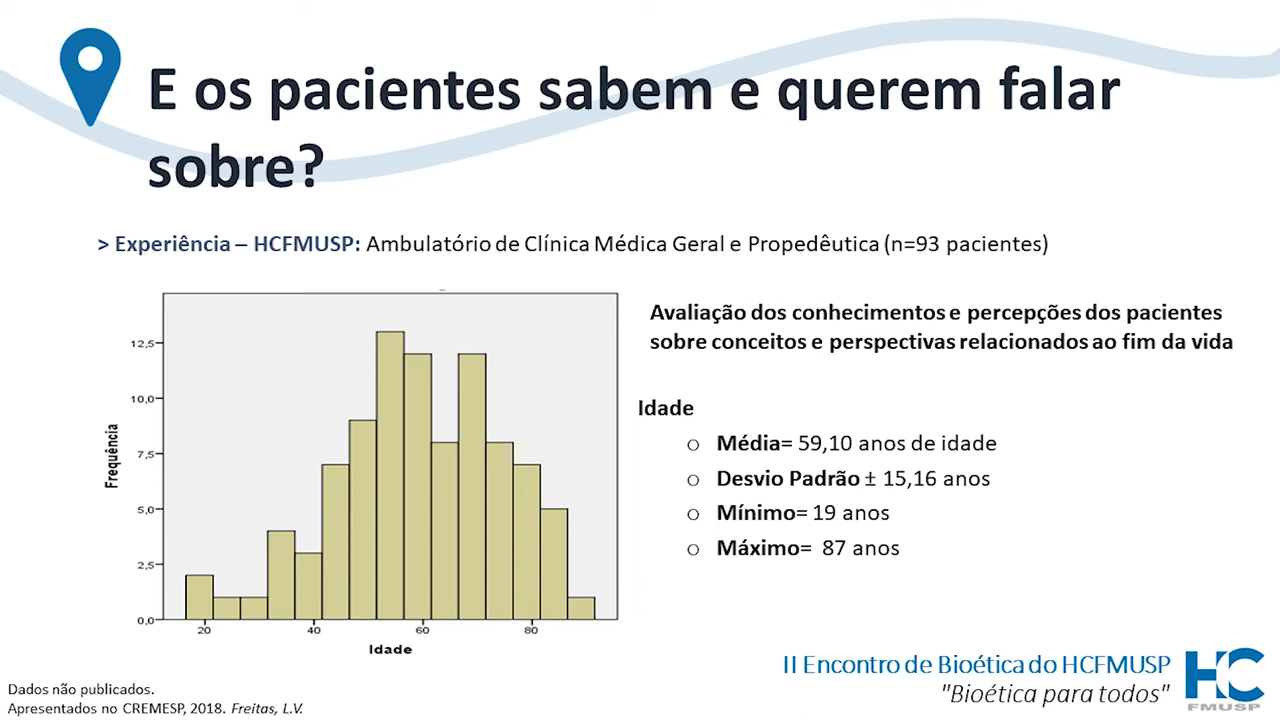 E os pacientes sabem e querem falar
sobre?
> Experiência – HCFMUSP: Ambulatório de Clínica Médica Geral e Propedêutica (n=93 pacientes)
Frequência
12,5
10,0
7,5
5,0
2,5
0,0
20
40
60
80
Idade
Avaliação dos conhecimentos e percepções dos pacientes
sobre conceitos e perspectivas relacionados ao fim da vida
Idade
o Média= 59,10 anos de idade
o Desvio Padrão ± 15,16 anos
o Mínimo= 19 anos
o Máximo= 87 anos
II Encontro de Bioética do HCFMUSP
"Bioética para todos"
HC
FMUSP
Dados não publicados.
Apresentados no CREMESP, 2018. Freitas, L.V.